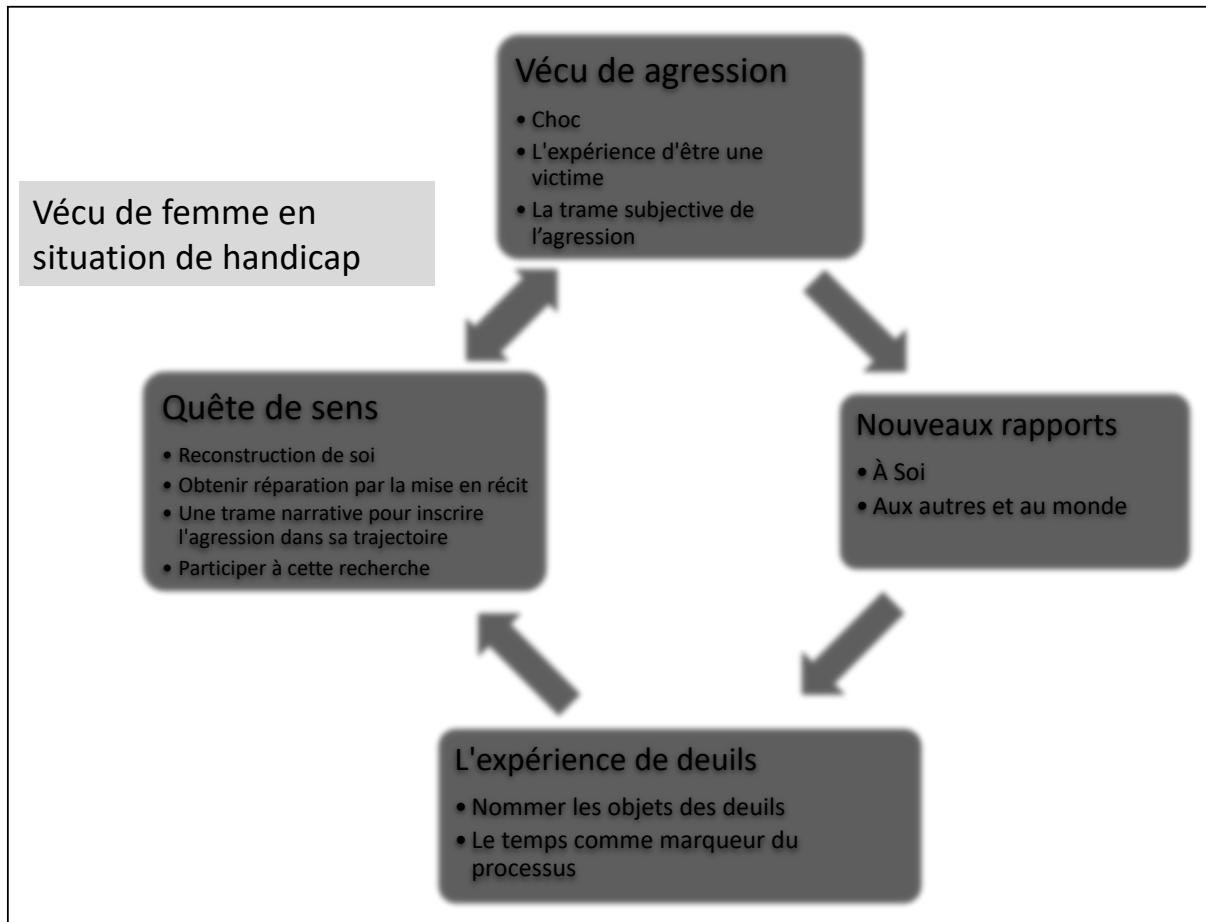 Vécu de agression
• Choc
• L'expérience d'être une
victime
• La trame subjective de
l’agression
Vécu de femme en
situation de handicap
Quête de sens
• Reconstruction de soi
• Obtenir réparation par la mise en récit
• Une trame narrative pour inscrire
l'agression dans sa trajectoire
• Participer à cette recherche
Nouveaux rapports
• À Soi
• Aux autres et au monde
L'expérience de deuils
• Nommer les objets des deuils
• Le temps comme marqueur du
processus